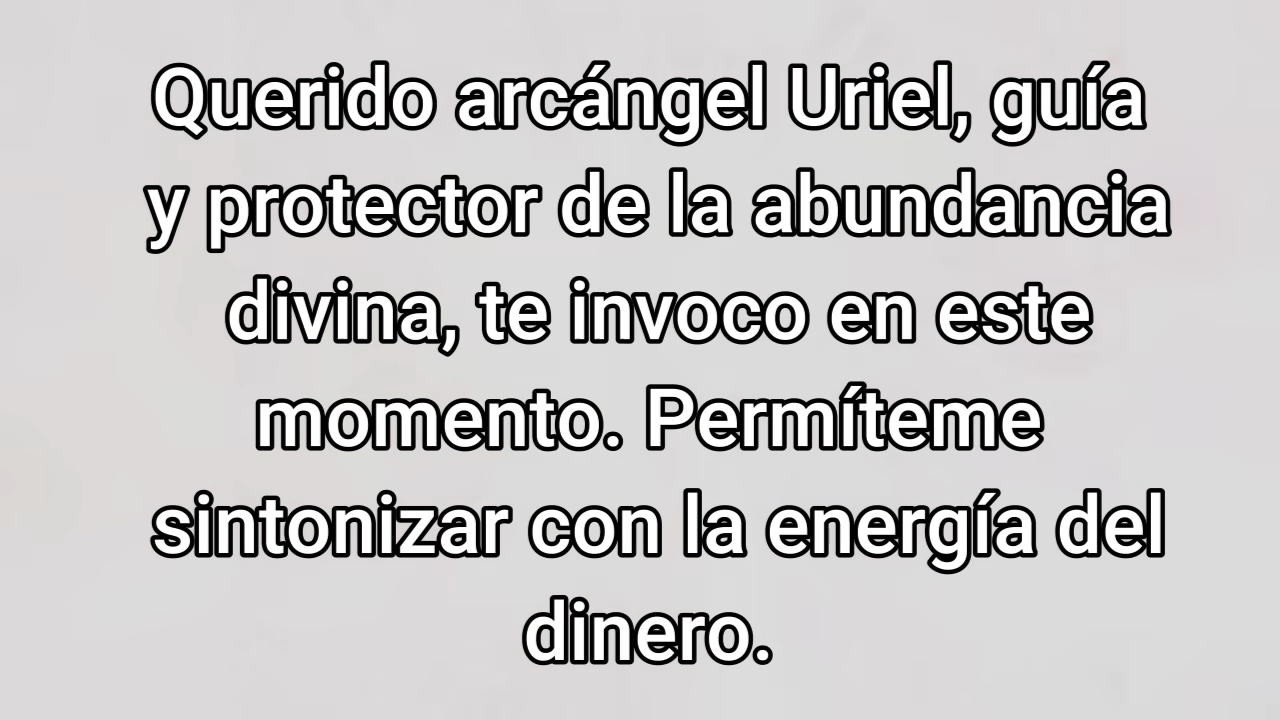 Querido arcángel Uriel, guía
y protector de la abundancia
divina, te invoco en este
momento. Permíteme
sintonizar con la energía del
dinero.